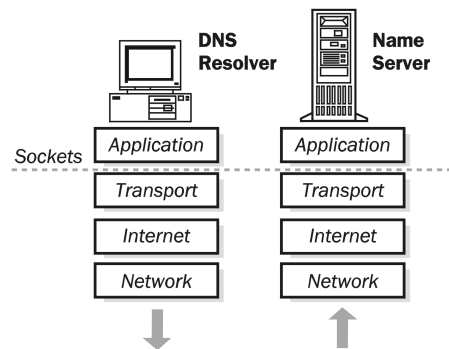 DNS
Resolver
Name
Server
Application
Application
Sockets
Transport
Transport
Internet
Internet
Network
Network